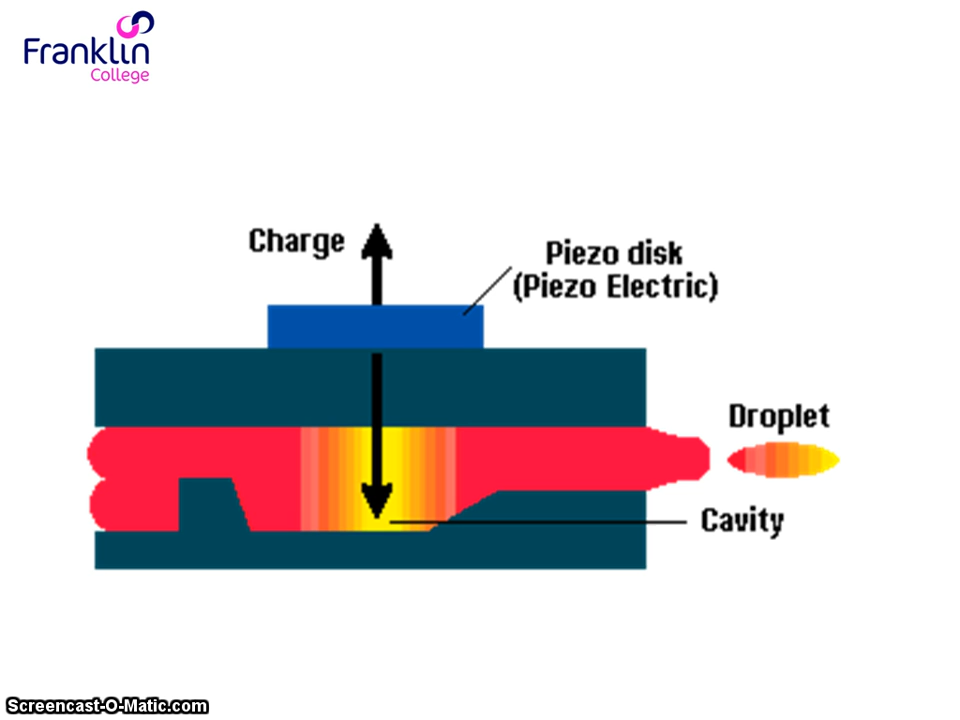 Franklin
College
Charge
Piezo disk
(Piezo Electric)
Droplet
Cavity
Screencast-O-Matic.com